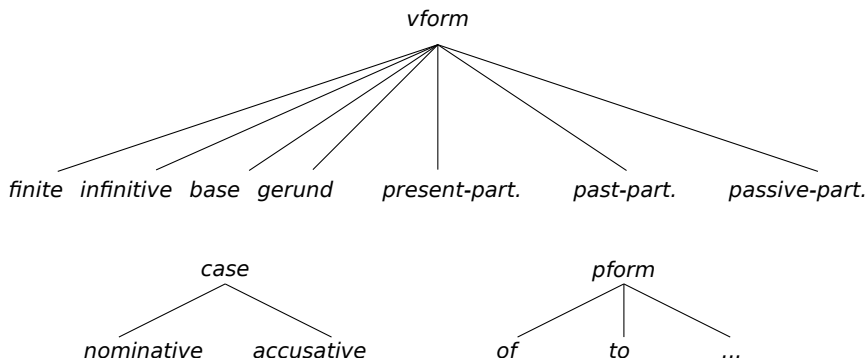 vform
finite infinitive base gerund present-part. past-part. passive-part.
case pform
nominative accusative of to ...